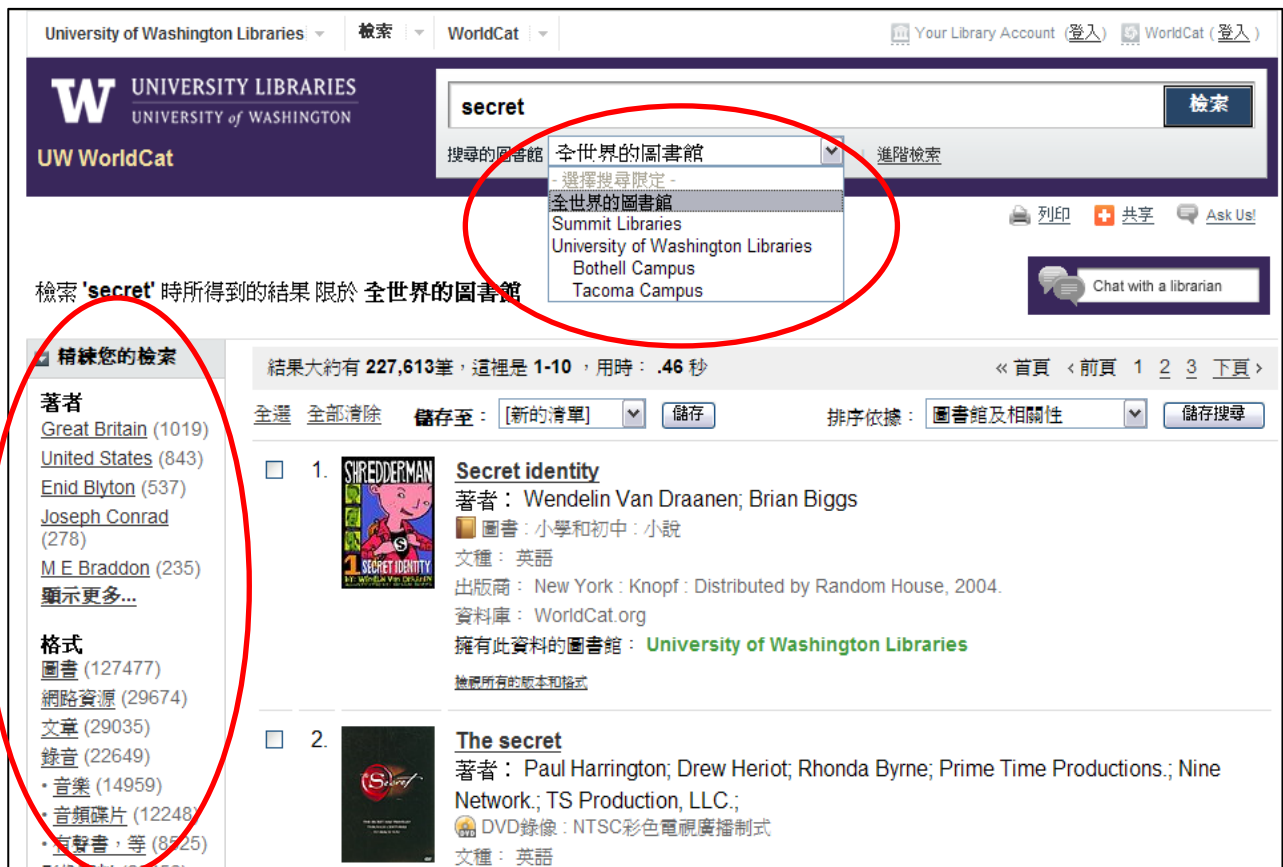 University of Washington Libraries 檢索 WorldCat Your Library Account (登入) WorldCat ( 登入 )
W UNIVERSITY LIBRARIES
UNIVERSITY of WASHINGTON
UW WorldCat
secret 檢索
搜尋的圖書館 全世界的圖書館 進階檢索
- 選擇搜尋限定 -
全世界的圖書館
Summit Libraries
University of Washington Libraries
Bothell Campus
Tacoma Campus
列印 共享 Ask Us!
檢索 'secret' 時所得到的結果 限於 全世界的圖書館
Chat with a librarian
精鍊您的檢索
著者
Great Britain (1019)
United States (843)
Enid Blyton (537)
Joseph Conrad
(278)
M E Braddon (235)
顯示更多...
格式
圖書 (127477)
網路資源 (29674)
文章 (29035)
錄音 (22649)
• 音樂 (14959)
• 音頻碟片 (12248)
• 有聲書，等 (8525)
結果大約有 227,613筆，這裡是 1-10 ，用時： .46 秒 « 首頁 ‹ 前頁 1 2 3 下頁 ›
全選 全部清除 儲存至： [新的清單] 儲存 排序依據： 圖書館及相關性 儲存搜尋
1.
SHREDDERMAN
1 SECRET IDENTITY
Secret identity
著者： Wendelin Van Draanen; Brian Biggs
圖書 : 小學和初中 : 小說
文種： 英語
出版商： New York : Knopf : Distributed by Random House, 2004.
資料庫： WorldCat.org
擁有此資料的圖書館： University of Washington Libraries
檢視所有的版本和格式
2.
The Secret
The secret
著者： Paul Harrington; Drew Heriot; Rhonda Byrne; Prime Time Productions.; Nine
Network.; TS Production, LLC.;
DVD錄像 : NTSC彩色電視廣播制式
文種： 英語